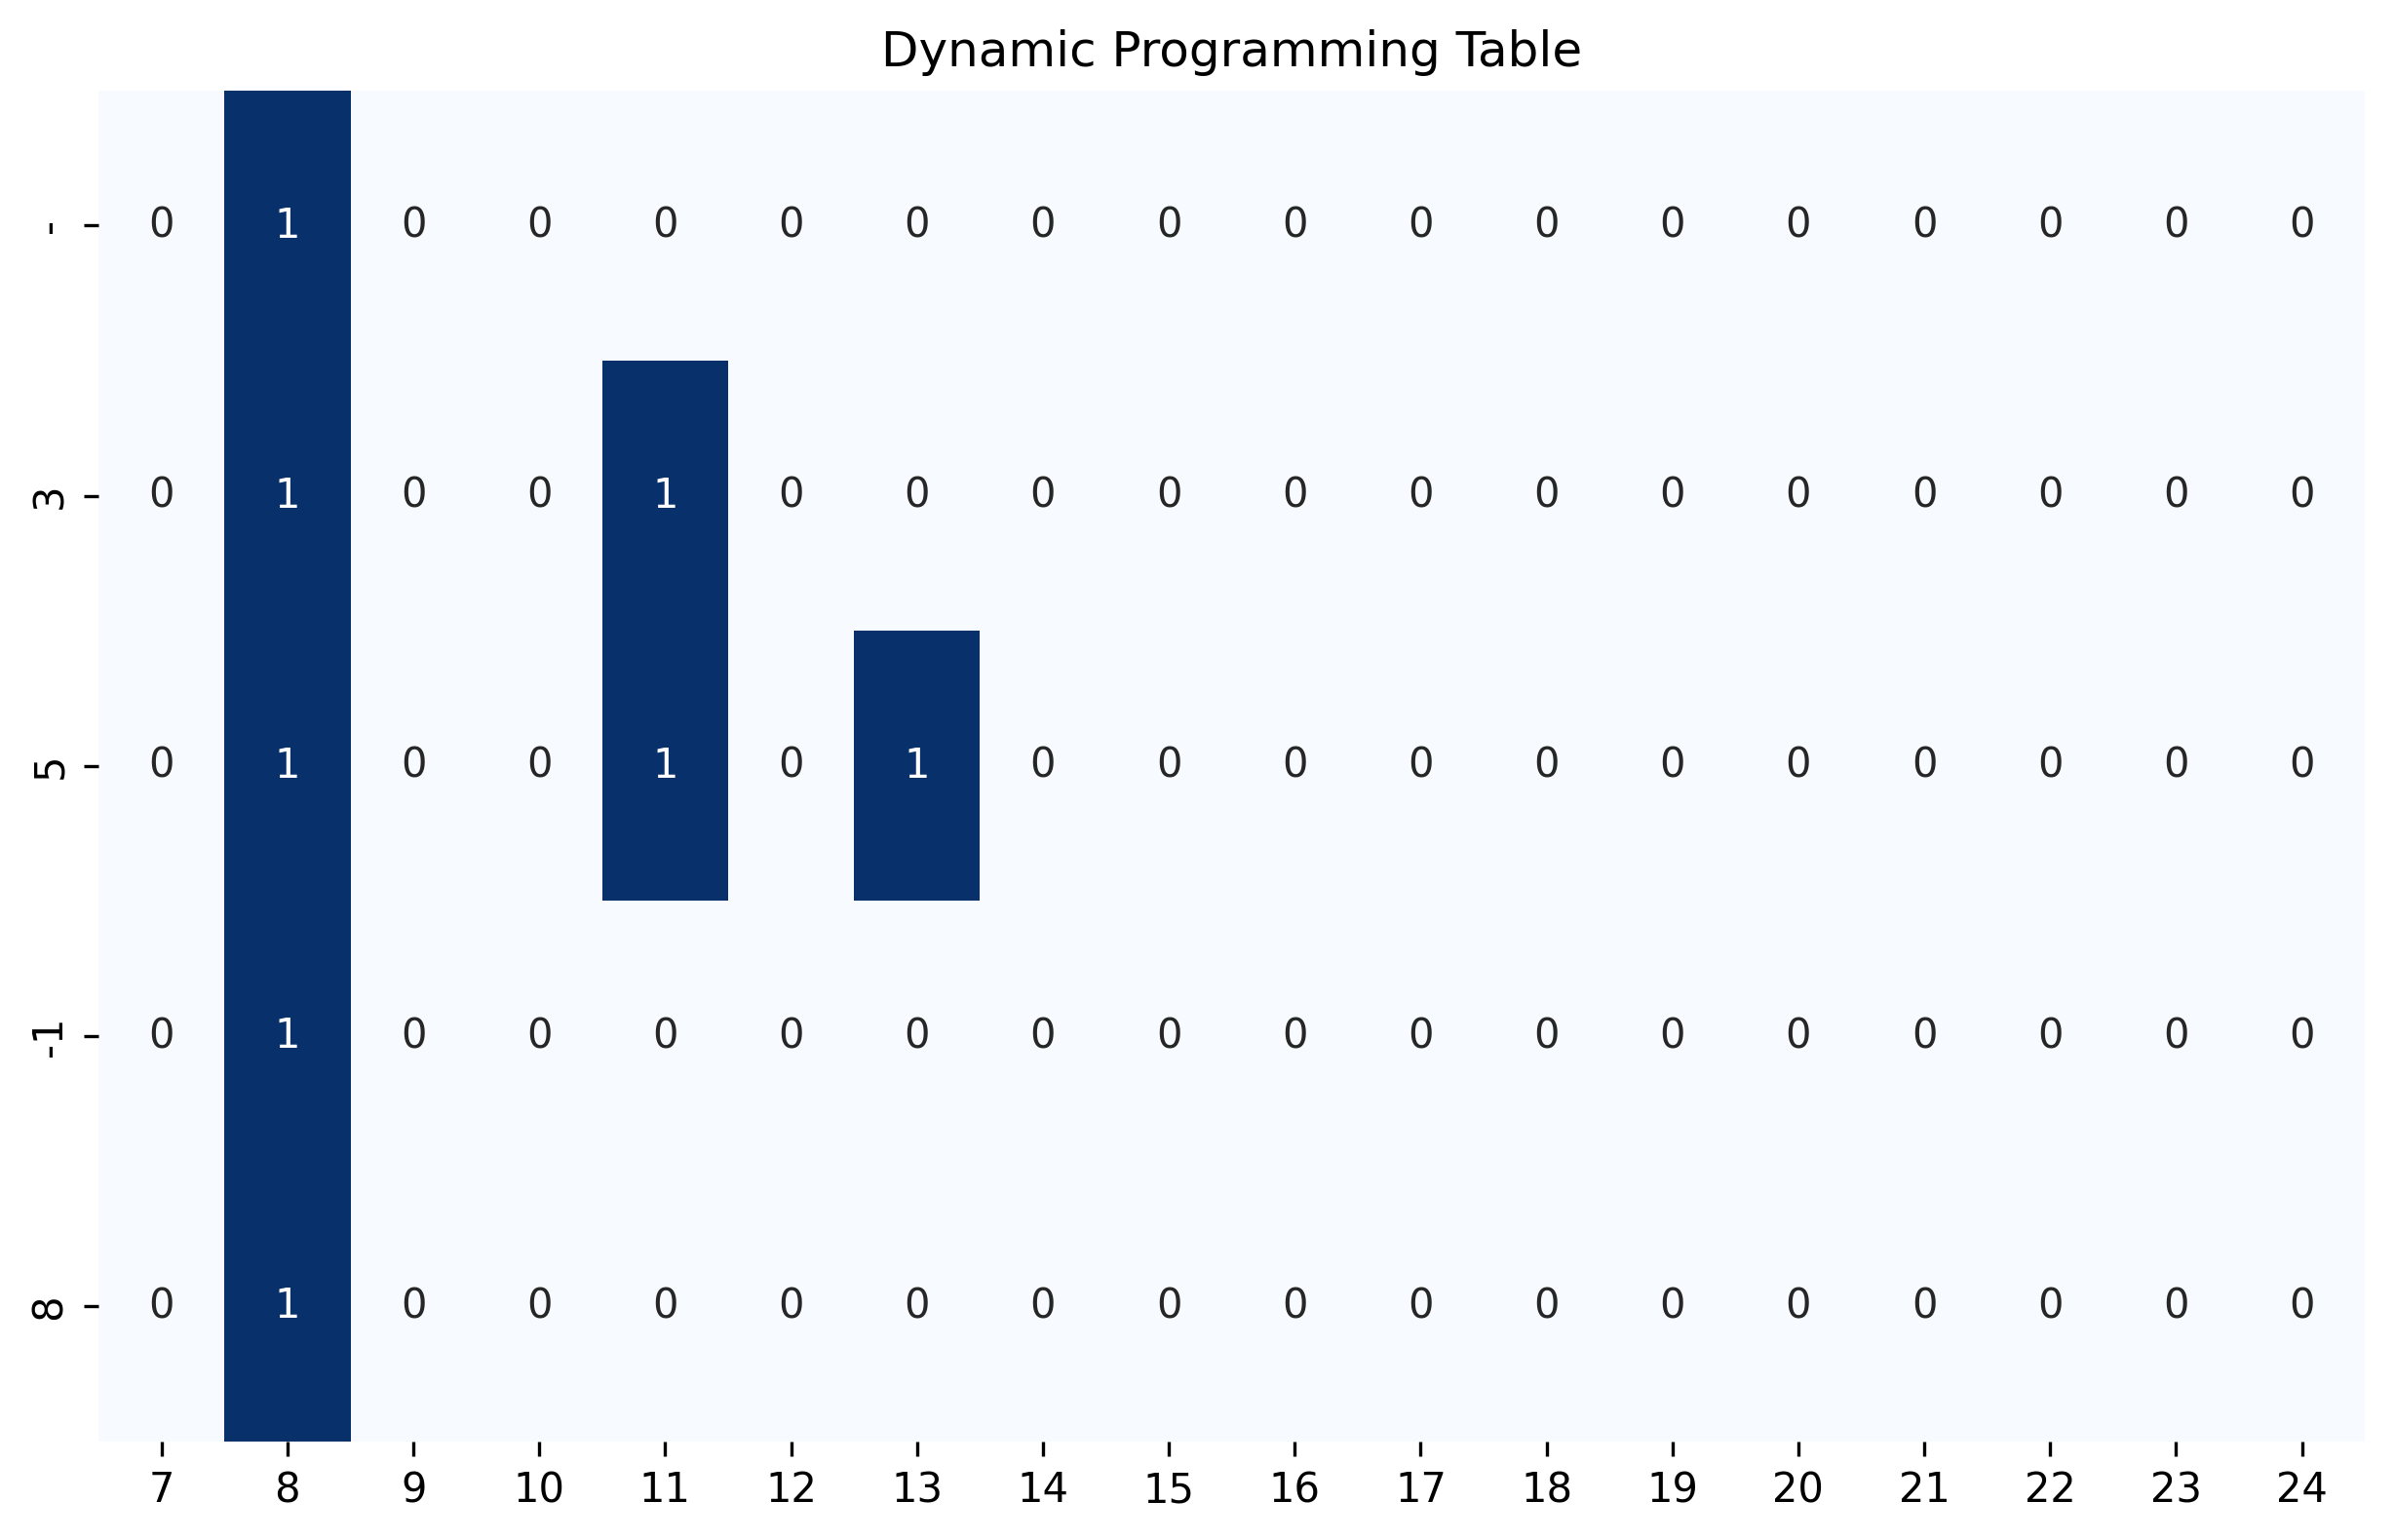 Dynamic Programming Table
- 0 1 0 0 0 0 0 0 0 0 0 0 0 0 0 0 0 0
3 0 1 0 0 1 0 0 0 0 0 0 0 0 0 0 0 0 0
5 0 1 0 0 1 0 1 0 0 0 0 0 0 0 0 0 0 0
-1 0 1 0 0 0 0 0 0 0 0 0 0 0 0 0 0 0 0
8 0 1 0 0 0 0 0 0 0 0 0 0 0 0 0 0 0 0
7 8 9 10 11 12 13 14 15 16 17 18 19 20 21 22 23 24